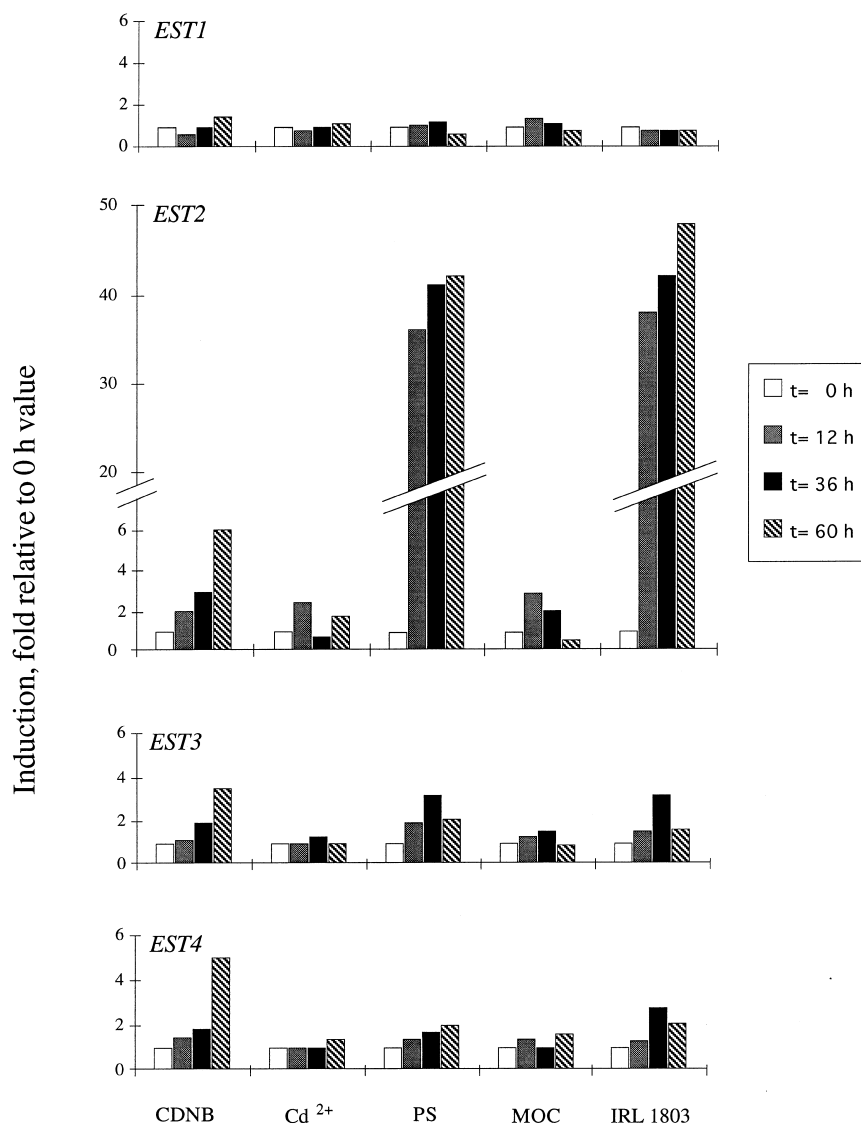 Induction, fold relative to 0 h value
EST1
6
4
2
0
EST2
50
40
30
20
6
4
2
0
t= 0 h
t= 12 h
t= 36 h
t= 60 h
EST3
6
4
2
0
EST4
6
4
2
0
CDNB Cd 2+ PS MOC IRL 1803